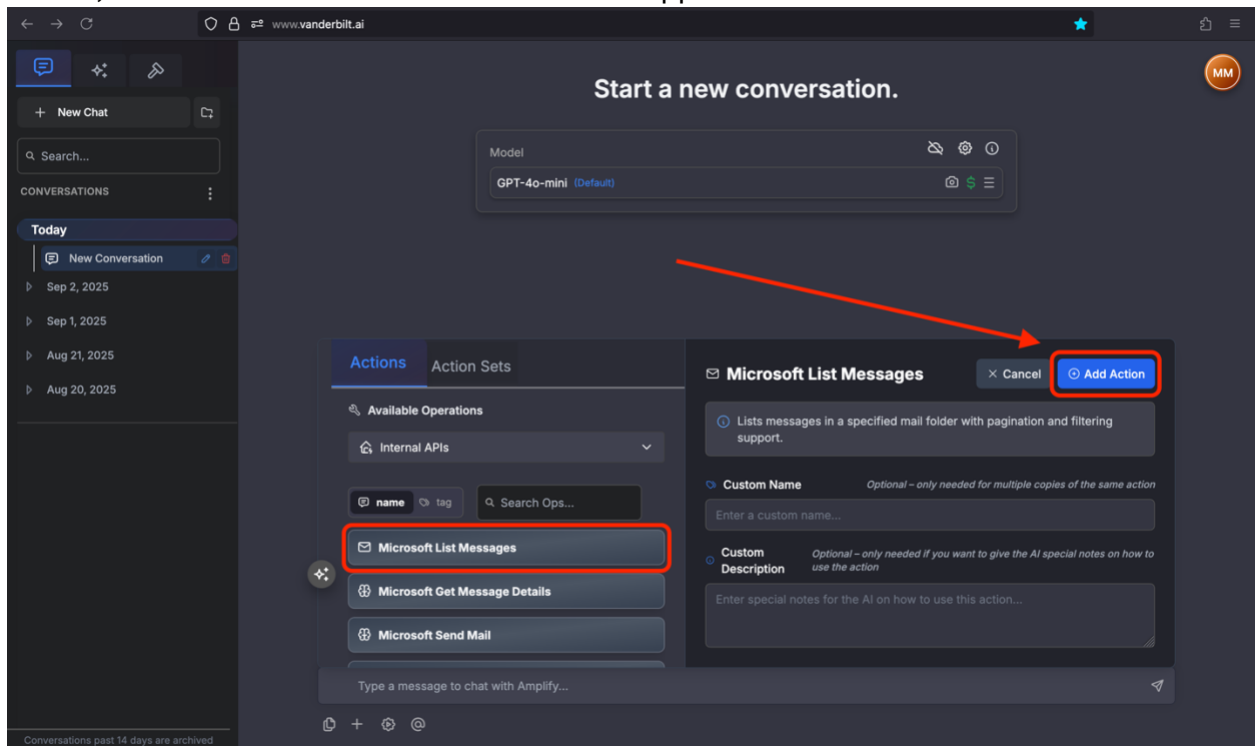 www.vanderbilt.ai
MM
Start a new conversation.
+ New Chat
Search...
CONVERSATIONS
Today
New Conversation
Sep 2, 2025
Sep 1, 2025
Aug 21, 2025
Aug 20, 2025
Conversations past 14 days are archived
Model
GPT-4o-mini (Default)
Actions Action Sets
Available Operations
Internal APIs
name tag Search Ops...
Microsoft List Messages
Microsoft Get Message Details
Microsoft Send Mail
Microsoft List Messages × Cancel Add Action
Lists messages in a specified mail folder with pagination and filtering
support.
Custom Name Optional – only needed for multiple copies of the same action
Enter a custom name...
Custom Description Optional – only needed if you want to give the AI special notes on how to
use the action
Enter special notes for the AI on how to use this action...
Type a message to chat with Amplify...